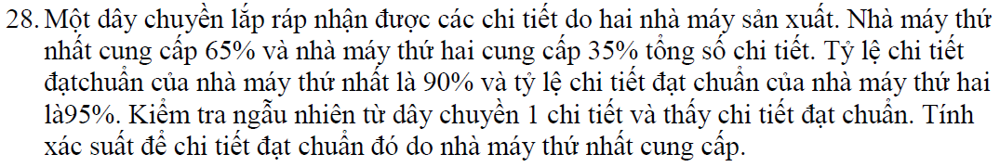 28. Một dây chuyền lắp ráp nhận được các chi tiết do hai nhà máy sản xuất. Nhà máy thứ
nhất cung cấp 65% và nhà máy thứ hai cung cấp 35% tổng số chi tiết. Tỷ lệ chi tiết
đạtchuẩn của nhà máy thứ nhất là 90% và tỷ lệ chi tiết đạt chuẩn của nhà máy thứ hai
là95%. Kiểm tra ngẫu nhiên từ dây chuyền 1 chi tiết và thấy chi tiết đạt chuẩn. Tính
xác suất để chi tiết đạt chuẩn đó do nhà máy thứ nhất cung cấp.